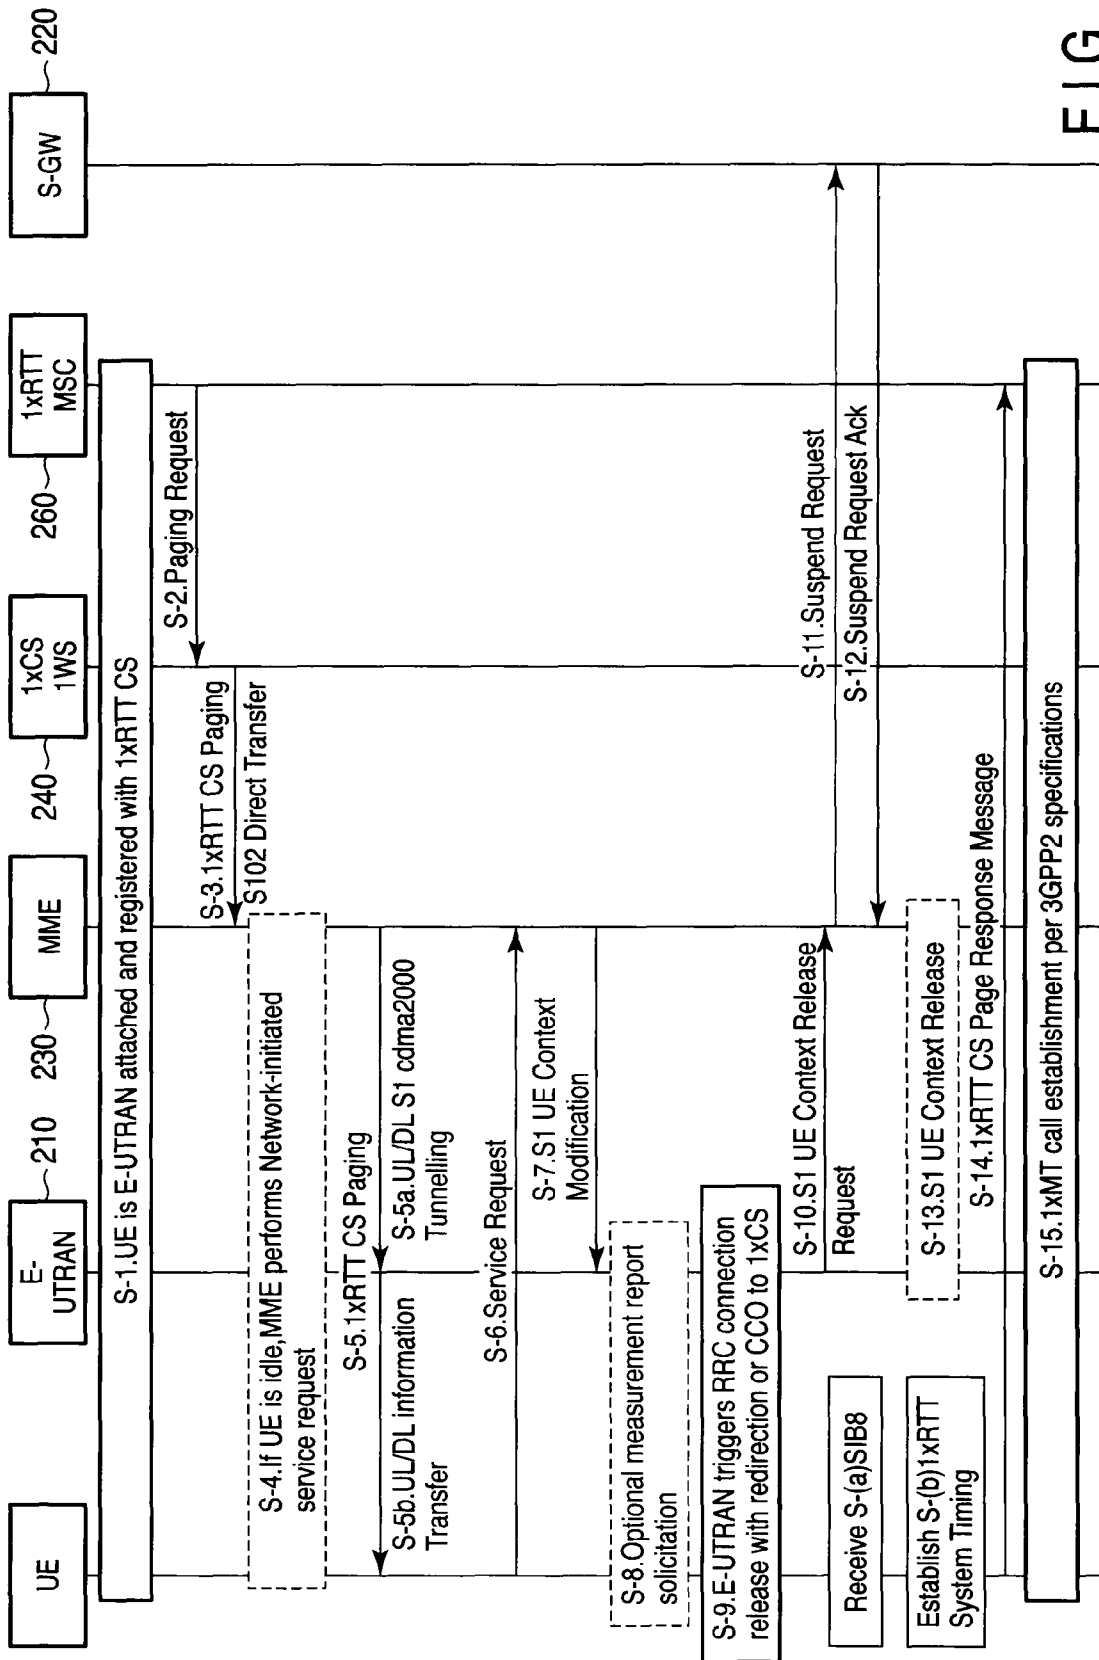 UE
E-
UTRAN
210
MME
230
1xCS
1WS
240
1xRTT
MSC
260
S-GW
220
S-1.UE is E-UTRAN attached and registered with 1xRTT CS
S-2.Paging Request
S-3.1xRTT CS Paging
S102 Direct Transfer
S-4.If UE is idle,MME performs Network-initiated
service request
S-5.1xRTT CS Paging
S-5a.UL/DL S1 cdma2000
Tunnelling
S-5b.UL/DL information
Transfer
S-6.Service Request
S-7.S1 UE Context
Modification
S-8.Optional measurement report
solicitation
S-9.E-UTRAN triggers RRC connection
release with redirection or CCO to 1xCS
S-10.S1 UE Context Release
Request
S-11.Suspend Request
S-12.Suspend Request Ack
Receive S-(a)SIB8
S-13.S1 UE Context Release
Establish S-(b)1xRTT
System Timing
S-14.1xRTT CS Page Response Message
S-15.1xMT call establishment per 3GPP2 specifications
FIG